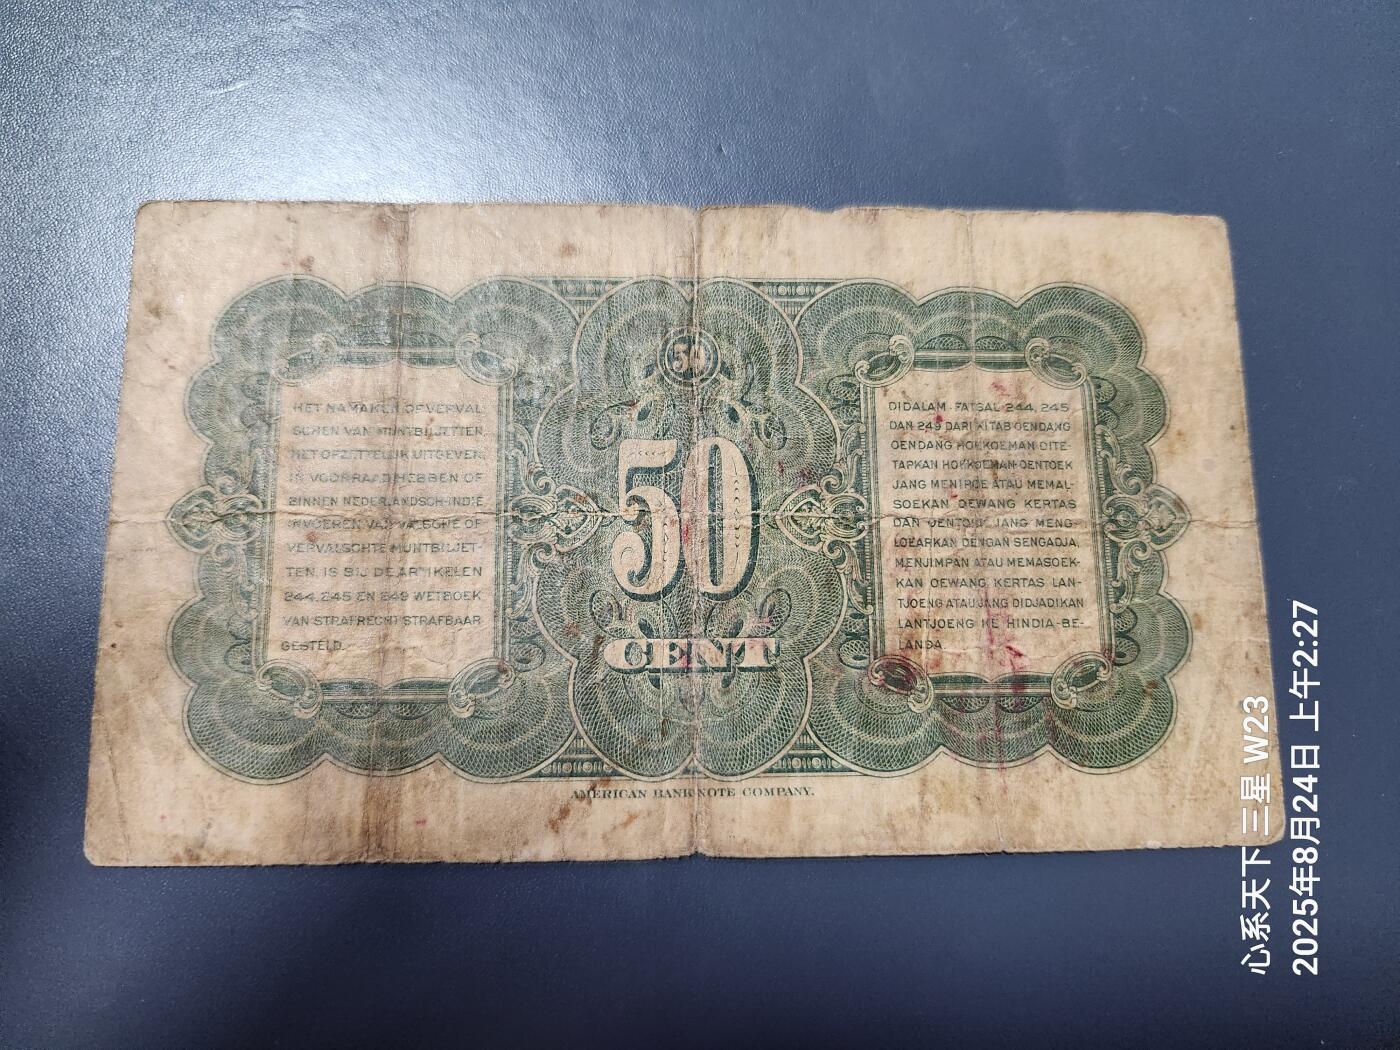 50
HET NAMAKEN OF VERVAL-
SCHEN VAN MUNTBILJETTEN,
HET OPZETTELIJK UITGEVEN,
IN VOORRAAD HEBBEN OF
BINNEN NEDERLANDSCH-INDIË
INVOEREN VAN VALSCHE OF
VERVALSCHTE MUNTBILJET-
TEN, IS BIJ DE ARTIKELEN
244, 245 EN 249 WETBOEK
VAN STRAFRECHT STRAFBAAR
GESTELD.
50
CENT
DIDALAM FATSAL 244, 245
DAN 249 DARI KITAB OENDANG
OENDANG HOEKOEMAN DITE-
TAPKAN HOEKOEMAN OENTOEK
JANG MENIROE ATAU MEMAL-
SOEKAN OEWANG KERTAS
DAN OENTOEK JANG MENG-
LOEARKAN DENGAN SENGADJA,
MENJIMPAN ATAU MEMASOEK-
KAN OEWANG KERTAS LAN-
TJOENG ATAU JANG DIDJADIKAN
LANTJOENG KE HINDIA-BE-
LANDA.
AMERICAN BANK NOTE COMPANY.
心系天下 三星 W23
2025年8月24日 上午2:27